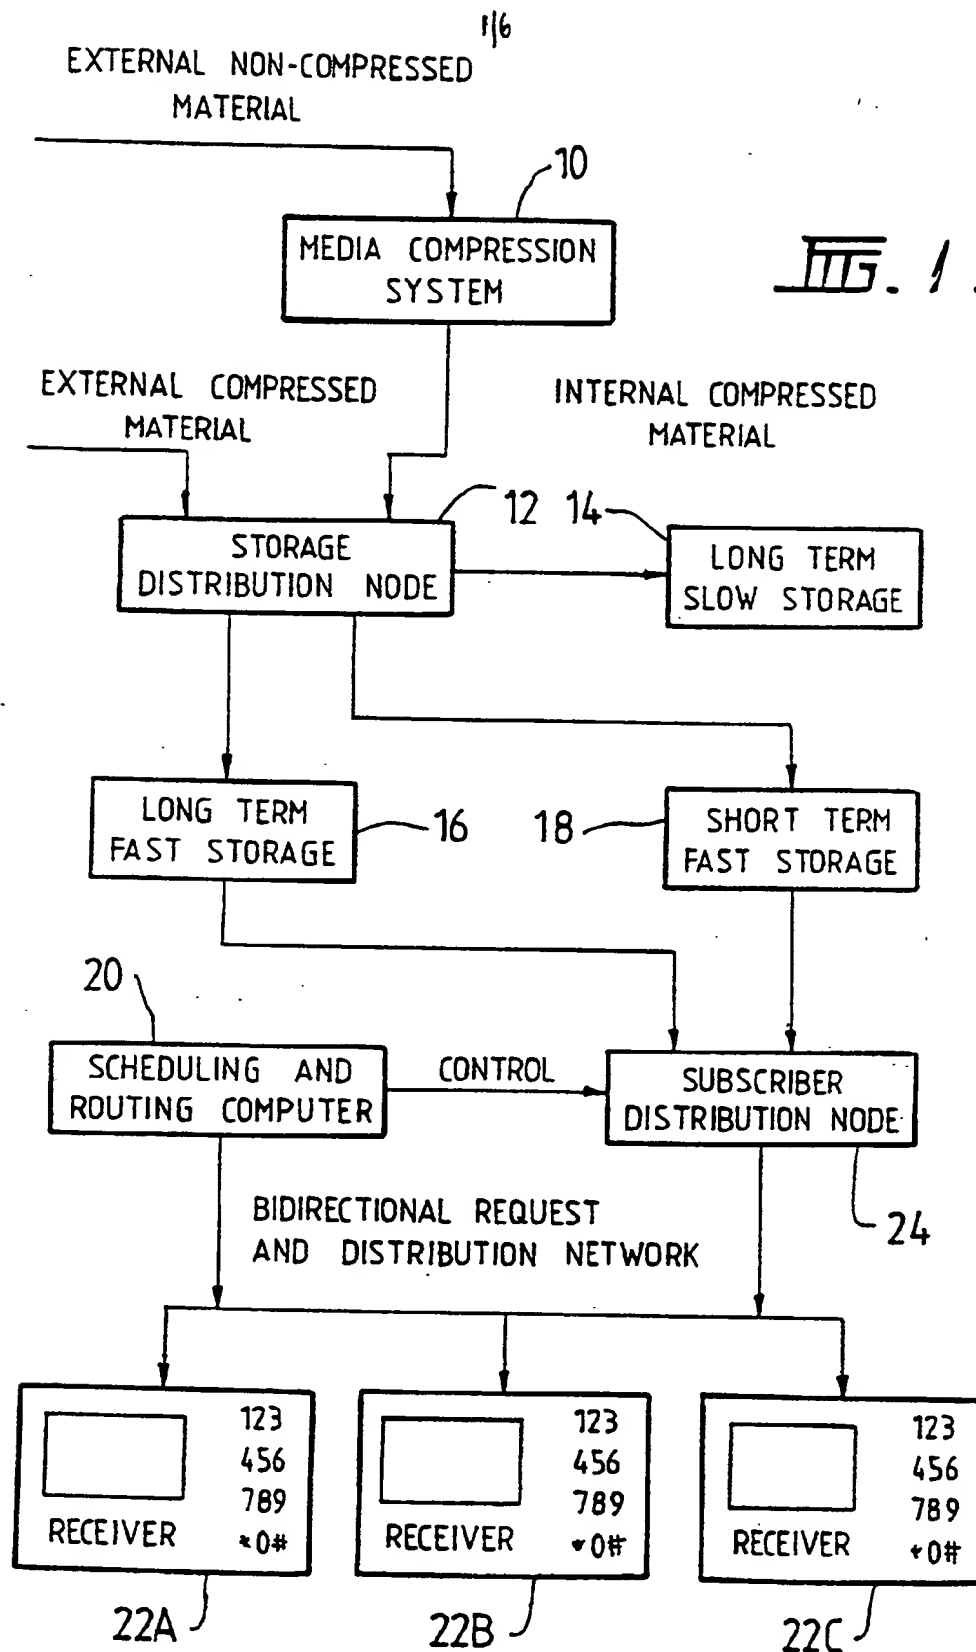 1/6
EXTERNAL NON-COMPRESSED
MATERIAL
10
MEDIA COMPRESSION
SYSTEM
FIG. 1.
EXTERNAL COMPRESSED
MATERIAL
INTERNAL COMPRESSED
MATERIAL
12
14
STORAGE
DISTRIBUTION NODE
LONG TERM
SLOW STORAGE
LONG TERM
FAST STORAGE
16
18
SHORT TERM
FAST STORAGE
20
SCHEDULING AND
ROUTING COMPUTER
CONTROL
SUBSCRIBER
DISTRIBUTION NODE
24
BIDIRECTIONAL REQUEST
AND DISTRIBUTION NETWORK
123
456
789
*0#
RECEIVER
22A
123
456
789
*0#
RECEIVER
22B
123
456
789
*0#
RECEIVER
22C